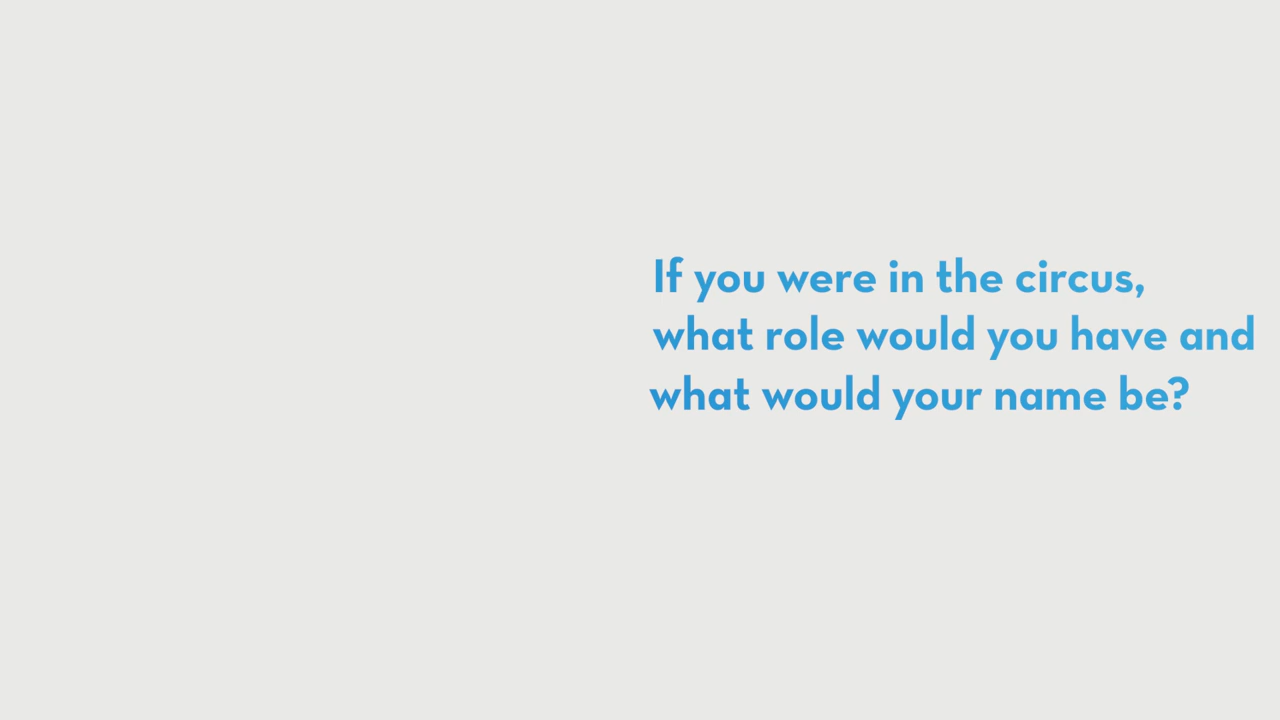 If you were in the circus,
what role would you have and
what would your name be?